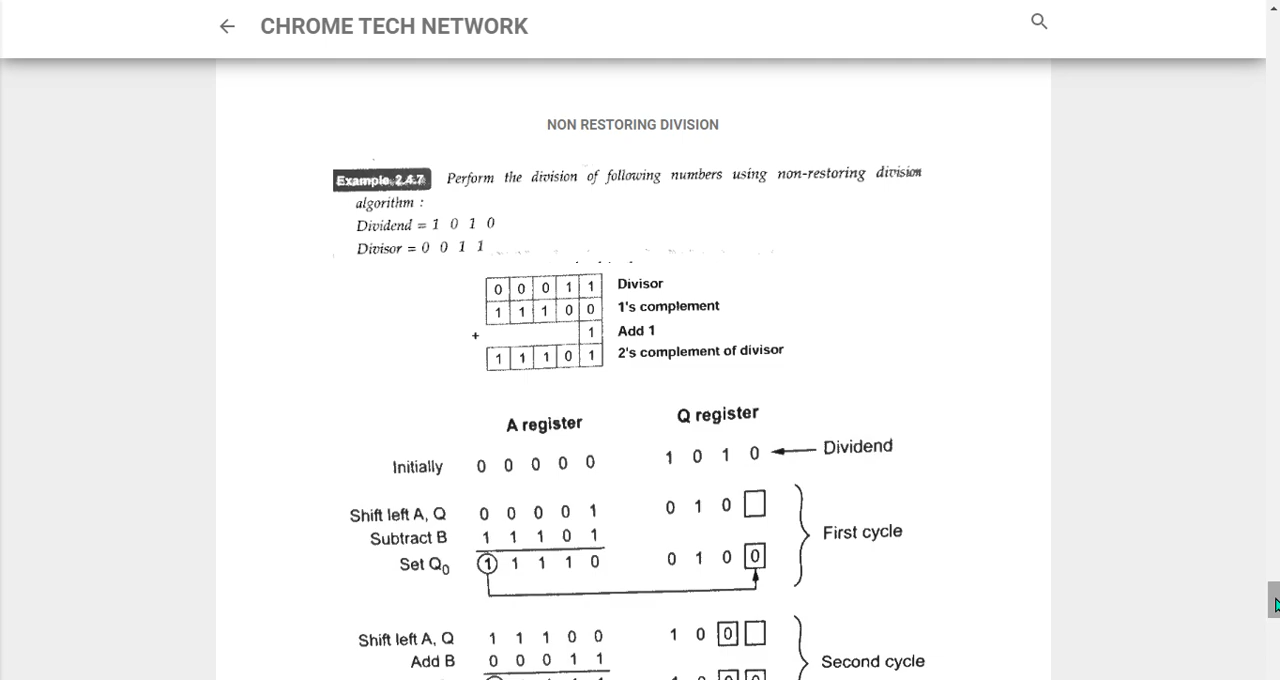 CHROME TECH NETWORK
NON RESTORING DIVISION
Example 2.4.7 Perform the division of following numbers using non-restoring division
algorithm :
Dividend = 1 0 1 0
Divisor = 0 0 1 1
0 0 0 1 1 Divisor
1 1 1 0 0 1's complement
+ 1 Add 1
1 1 1 0 1 2's complement of divisor
A register Q register
Initially 0 0 0 0 0 1 0 1 0 Dividend
Shift left A, Q 0 0 0 0 1 0 1 0
Subtract B 1 1 1 0 1 First cycle
Set Q0 1 1 1 1 0 0 1 0 0
Shift left A, Q 1 1 1 0 0 1 0 0
Add B 0 0 0 1 1 Second cycle